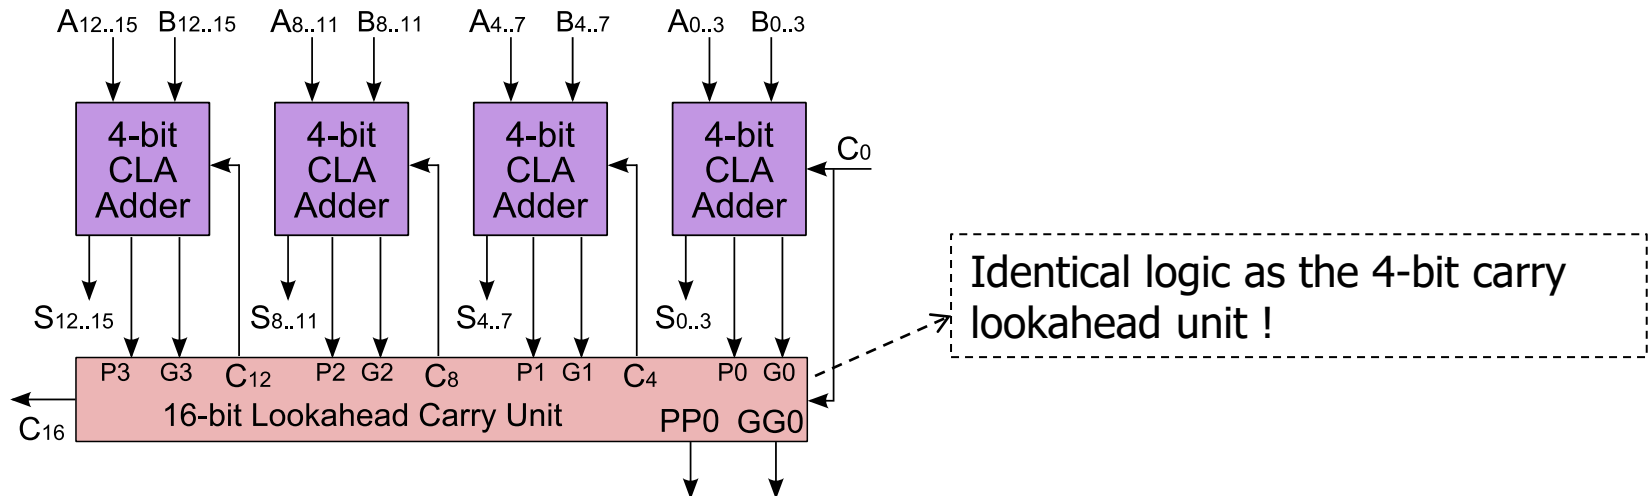 A12..15 B12..15 A8..11 B8..11 A4..7 B4..7 A0..3 B0..3
4-bit CLA Adder
4-bit CLA Adder
4-bit CLA Adder
4-bit CLA Adder
C0
S12..15 S8..11 S4..7 S0..3
P3 G3 C12 P2 G2 C8 P1 G1 C4 P0 G0
16-bit Lookahead Carry Unit PP0 GG0
C16
Identical logic as the 4-bit carry
lookahead unit !